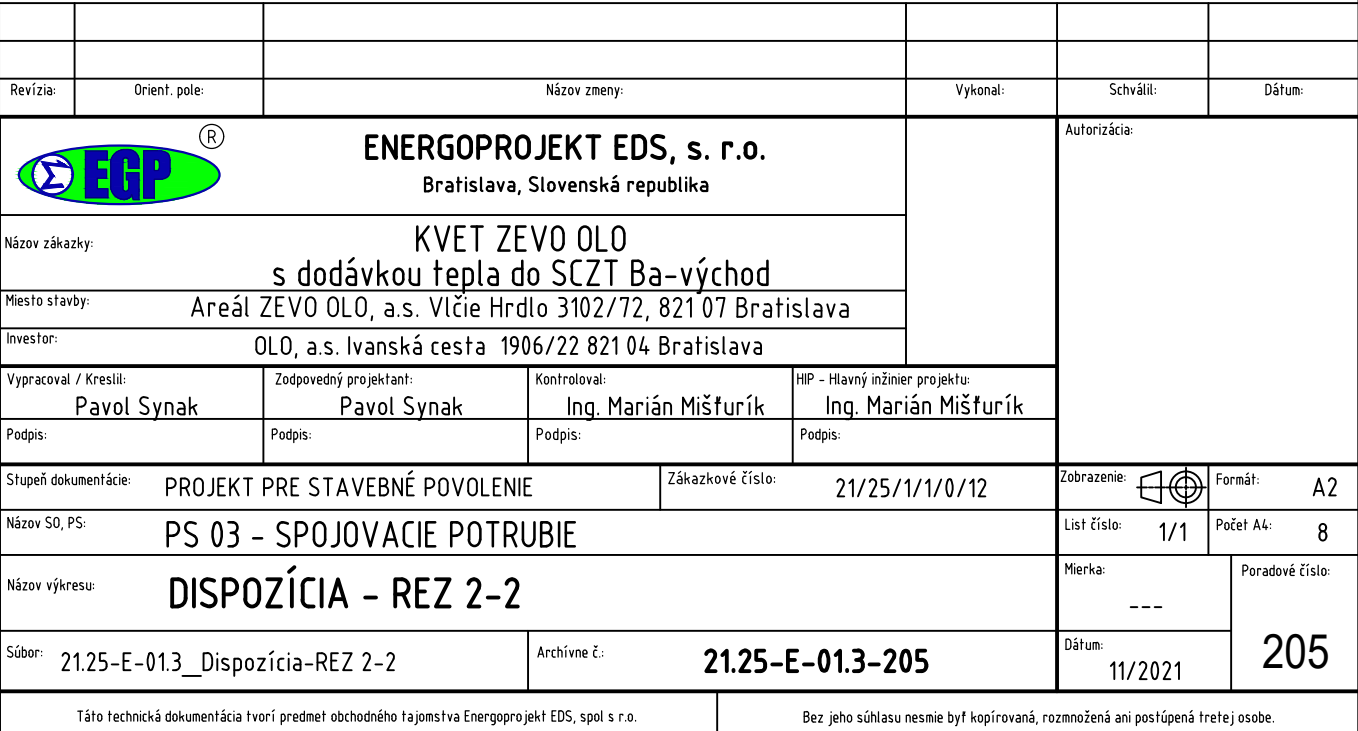 Revízia: Orient. pole: Názov zmeny: Vykonal: Schválil: Dátum:
EGP ®
ENERGOPROJEKT EDS, s. r.o.
Bratislava, Slovenská republika
Autorizácia:
Názov zákazky: KVET ZEVO OLO
s dodávkou tepla do SCZT Ba-východ
Miesto stavby: Areál ZEVO OLO, a.s. Vlčie Hrdlo 3102/72, 821 07 Bratislava
Investor: OLO, a.s. Ivanská cesta 1906/22 821 04 Bratislava
Vypracoval / Kreslil: Zodpovedný projektant: Kontroloval: HIP - Hlavný inžinier projektu:
Pavol Synak Pavol Synak Ing. Marián Mišťurík Ing. Marián Mišťurík
Podpis: Podpis: Podpis: Podpis:
Stupeň dokumentácie: PROJEKT PRE STAVEBNÉ POVOLENIE Zákazkové číslo: 21/25/1/1/0/12 Zobrazenie: Formát: A2
Názov SO, PS: PS 03 - SPOJOVACIE POTRUBIE List číslo: 1/1 Počet A4: 8
Názov výkresu: DISPOZÍCIA - REZ 2-2 Mierka: --- Poradové číslo:
Súbor: 21.25-E-01.3_Dispozícia-REZ 2-2 Archívne č.: 21.25-E-01.3-205 Dátum: 11/2021 205
Táto technická dokumentácia tvorí predmet obchodného tajomstva Energoprojekt EDS, spol s r.o. Bez jeho súhlasu nesmie byť kopírovaná, rozmnožená ani postúpená tretej osobe.